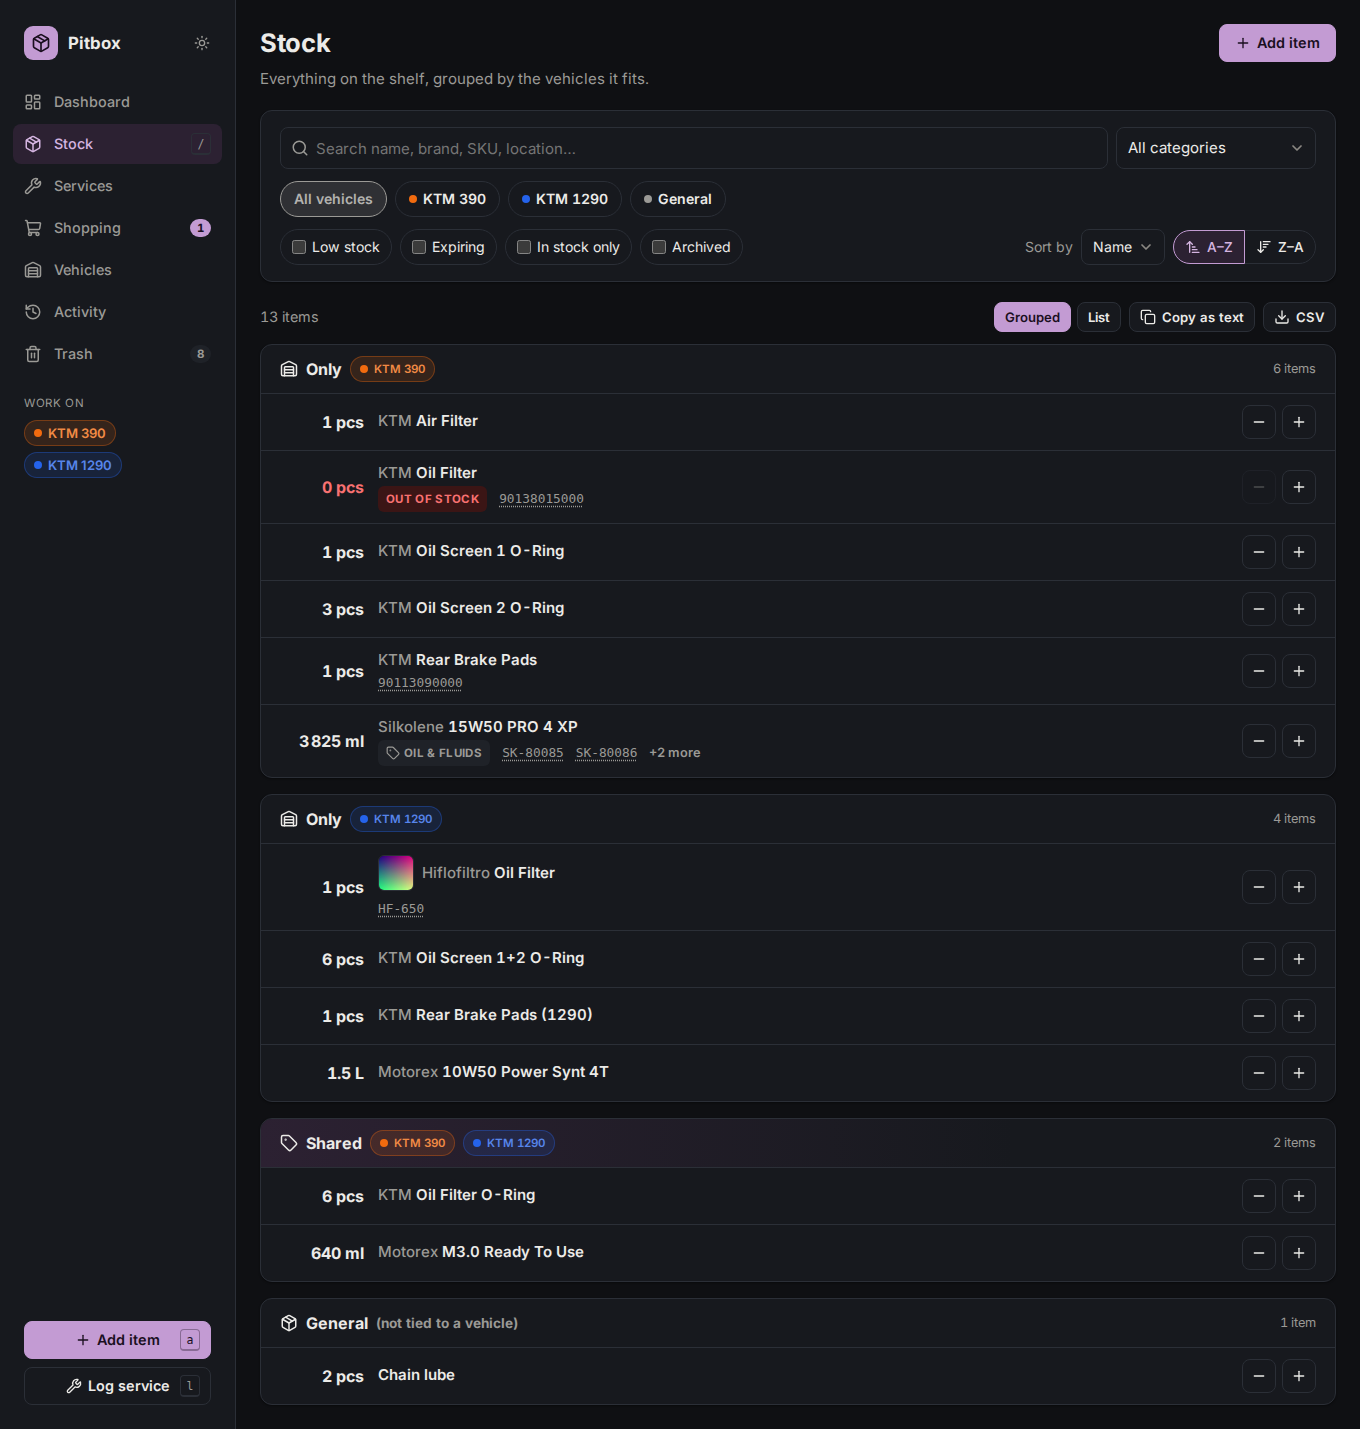 Pitbox
Dashboard
Stock /
Services
Shopping 1
Vehicles
Activity
Trash 8
WORK ON
KTM 390
KTM 1290
+ Add item a
Log service l
Stock
+ Add item
Everything on the shelf, grouped by the vehicles it fits.
Search name, brand, SKU, location...
All categories
All vehicles KTM 390 KTM 1290 General
Low stock Expiring In stock only Archived Sort by Name A–Z Z–A
13 items Grouped List Copy as text CSV
Only KTM 390 6 items
1 pcs KTM Air Filter − +
0 pcs KTM Oil Filter − +
OUT OF STOCK 90138015000
1 pcs KTM Oil Screen 1 O-Ring − +
3 pcs KTM Oil Screen 2 O-Ring − +
1 pcs KTM Rear Brake Pads − +
90113090000
3 825 ml Silkolene 15W50 PRO 4 XP − +
OIL & FLUIDS SK-80085 SK-80086 +2 more
Only KTM 1290 4 items
1 pcs Hiflofiltro Oil Filter − +
HF-650
6 pcs KTM Oil Screen 1+2 O-Ring − +
1 pcs KTM Rear Brake Pads (1290) − +
1.5 L Motorex 10W50 Power Synt 4T − +
Shared KTM 390 KTM 1290 2 items
6 pcs KTM Oil Filter O-Ring − +
640 ml Motorex M3.0 Ready To Use − +
General (not tied to a vehicle) 1 item
2 pcs Chain lube − +